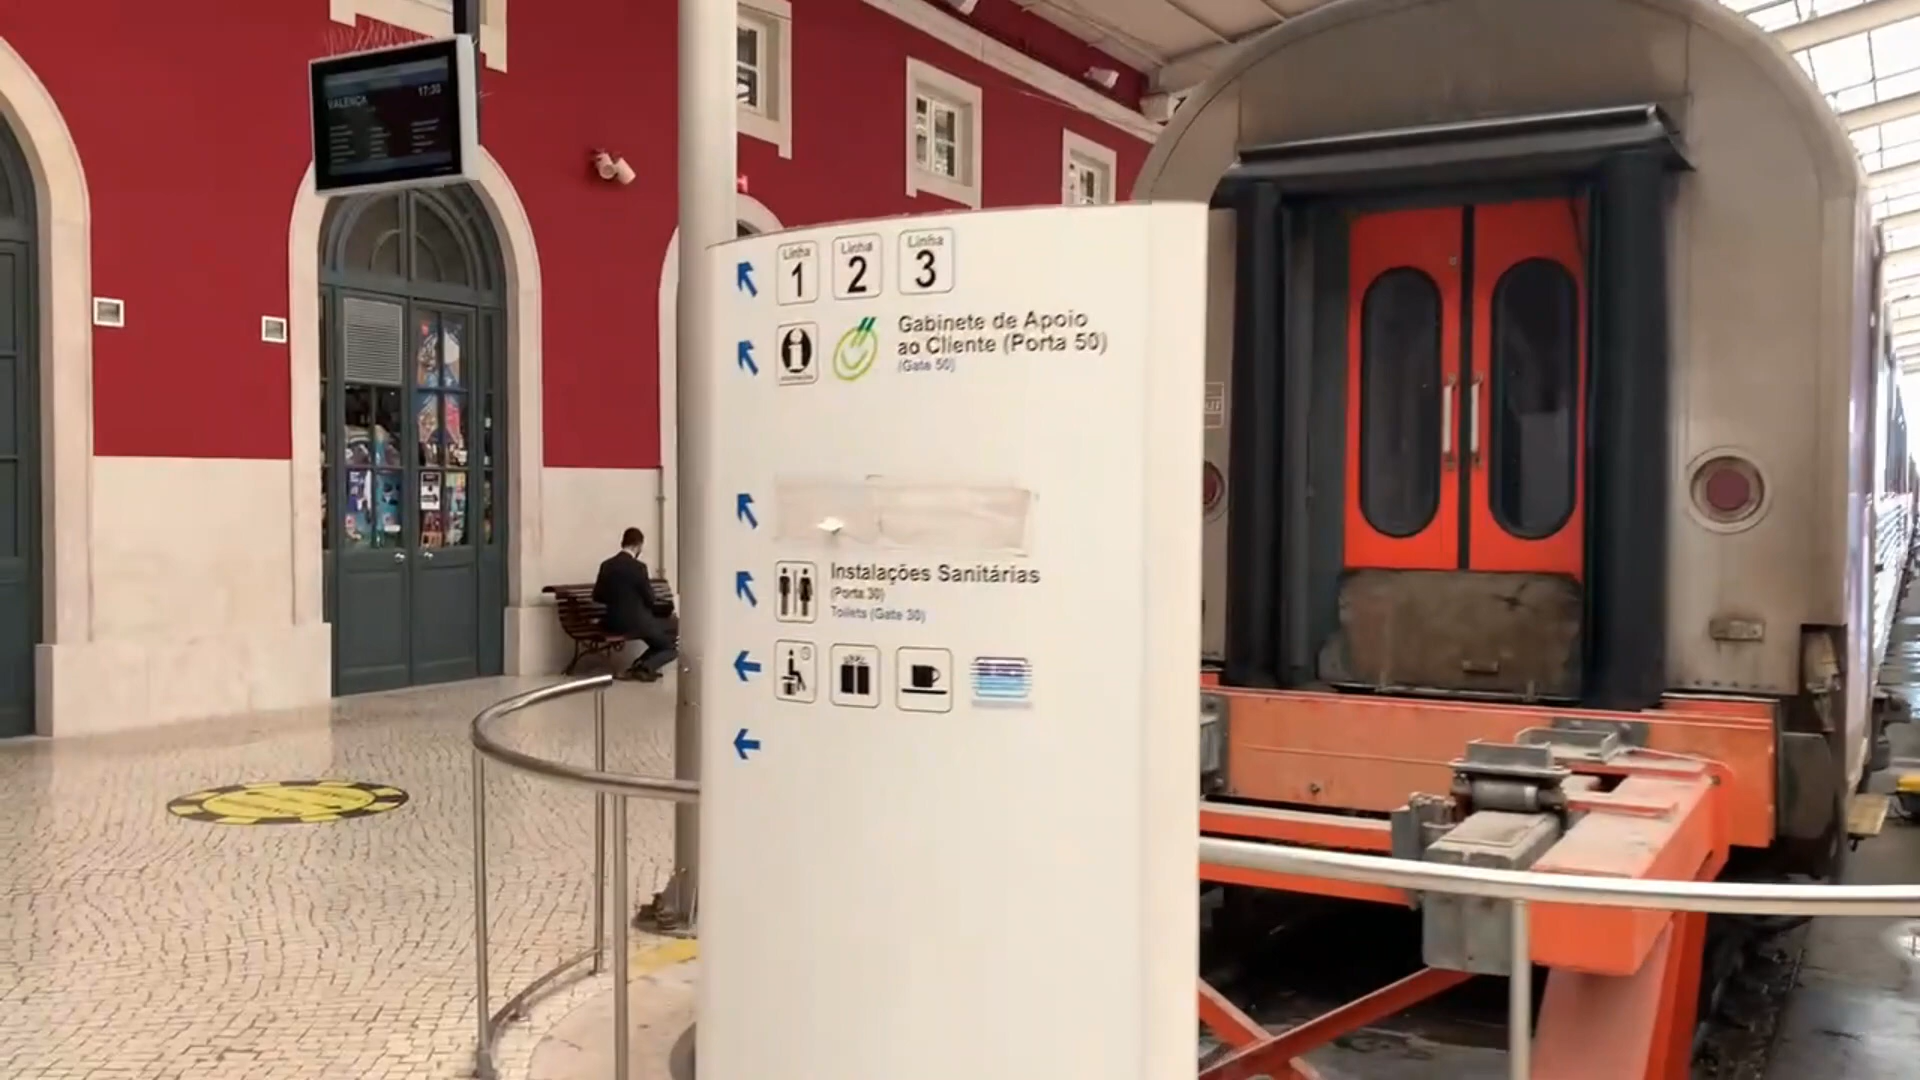 VALENÇA 17:30
Linha 1
Linha 2
Linha 3
Gabinete de Apoio
ao Cliente (Porta 50)
(Gate 50)
Instalações Sanitárias
(Porta 30)
Toilets (Gate 30)